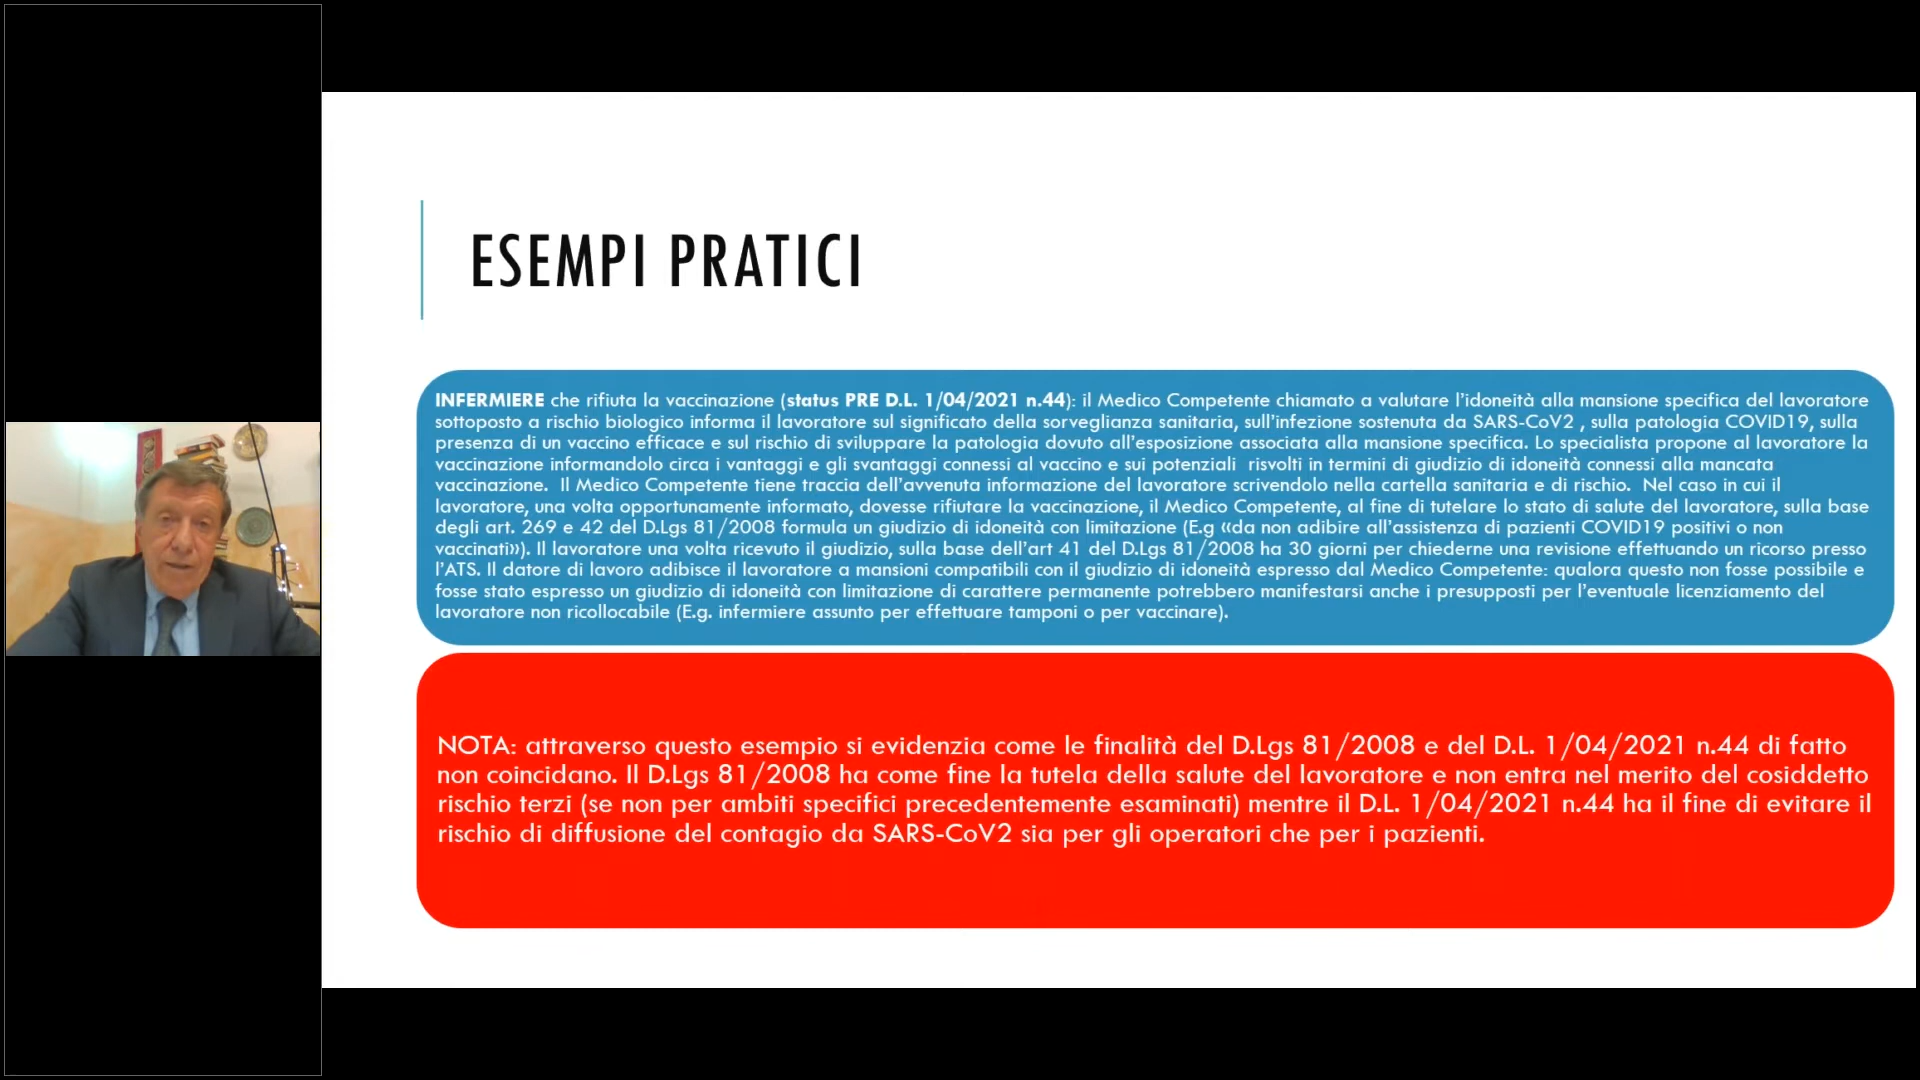 ESEMPI PRATICI
INFERMIERE che rifiuta la vaccinazione (status PRE D.L. 1/04/2021 n.44): il Medico Competente chiamato a valutare l’idoneità alla mansione specifica del lavoratore
sottoposto a rischio biologico informa il lavoratore sul significato della sorveglianza sanitaria, sull’infezione sostenuta da SARS-CoV2 , sulla patologia COVID19, sulla
presenza di un vaccino efficace e sul rischio di sviluppare la patologia dovuto all’esposizione associata alla mansione specifica. Lo specialista propone al lavoratore la
vaccinazione informandolo circa i vantaggi e gli svantaggi connessi al vaccino e sui potenziali risvolti in termini di giudizio di idoneità connessi alla mancata
vaccinazione. Il Medico Competente tiene traccia dell’avvenuta informazione del lavoratore scrivendolo nella cartella sanitaria e di rischio. Nel caso in cui il
lavoratore, una volta opportunamente informato, dovesse rifiutare la vaccinazione, il Medico Competente, al fine di tutelare lo stato di salute del lavoratore, sulla base
degli art. 269 e 42 del D.Lgs 81/2008 formula un giudizio di idoneità con limitazione (E.g «da non adibire all’assistenza di pazienti COVID19 positivi o non
vaccinati»). Il lavoratore una volta ricevuto il giudizio, sulla base dell’art 41 del D.Lgs 81/2008 ha 30 giorni per chiederne una revisione effettuando un ricorso presso
l’ATS. Il datore di lavoro adibisce il lavoratore a mansioni compatibili con il giudizio di idoneità espresso dal Medico Competente: qualora questo non fosse possibile e
fosse stato espresso un giudizio di idoneità con limitazione di carattere permanente potrebbero manifestarsi anche i presupposti per l’eventuale licenziamento del
lavoratore non ricollocabile (E.g. infermiere assunto per effettuare tamponi o per vaccinare).
NOTA: attraverso questo esempio si evidenzia come le finalità del D.Lgs 81/2008 e del D.L. 1/04/2021 n.44 di fatto
non coincidano. Il D.Lgs 81/2008 ha come fine la tutela della salute del lavoratore e non entra nel merito del cosiddetto
rischio terzi (se non per ambiti specifici precedentemente esaminati) mentre il D.L. 1/04/2021 n.44 ha il fine di evitare il
rischio di diffusione del contagio da SARS-CoV2 sia per gli operatori che per i pazienti.